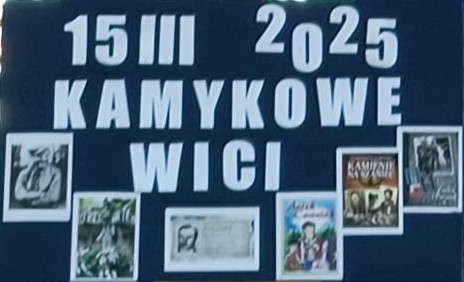 15 III 2025
KAMYKOWE
WICI
KAMIENIE
NA SZANIEC